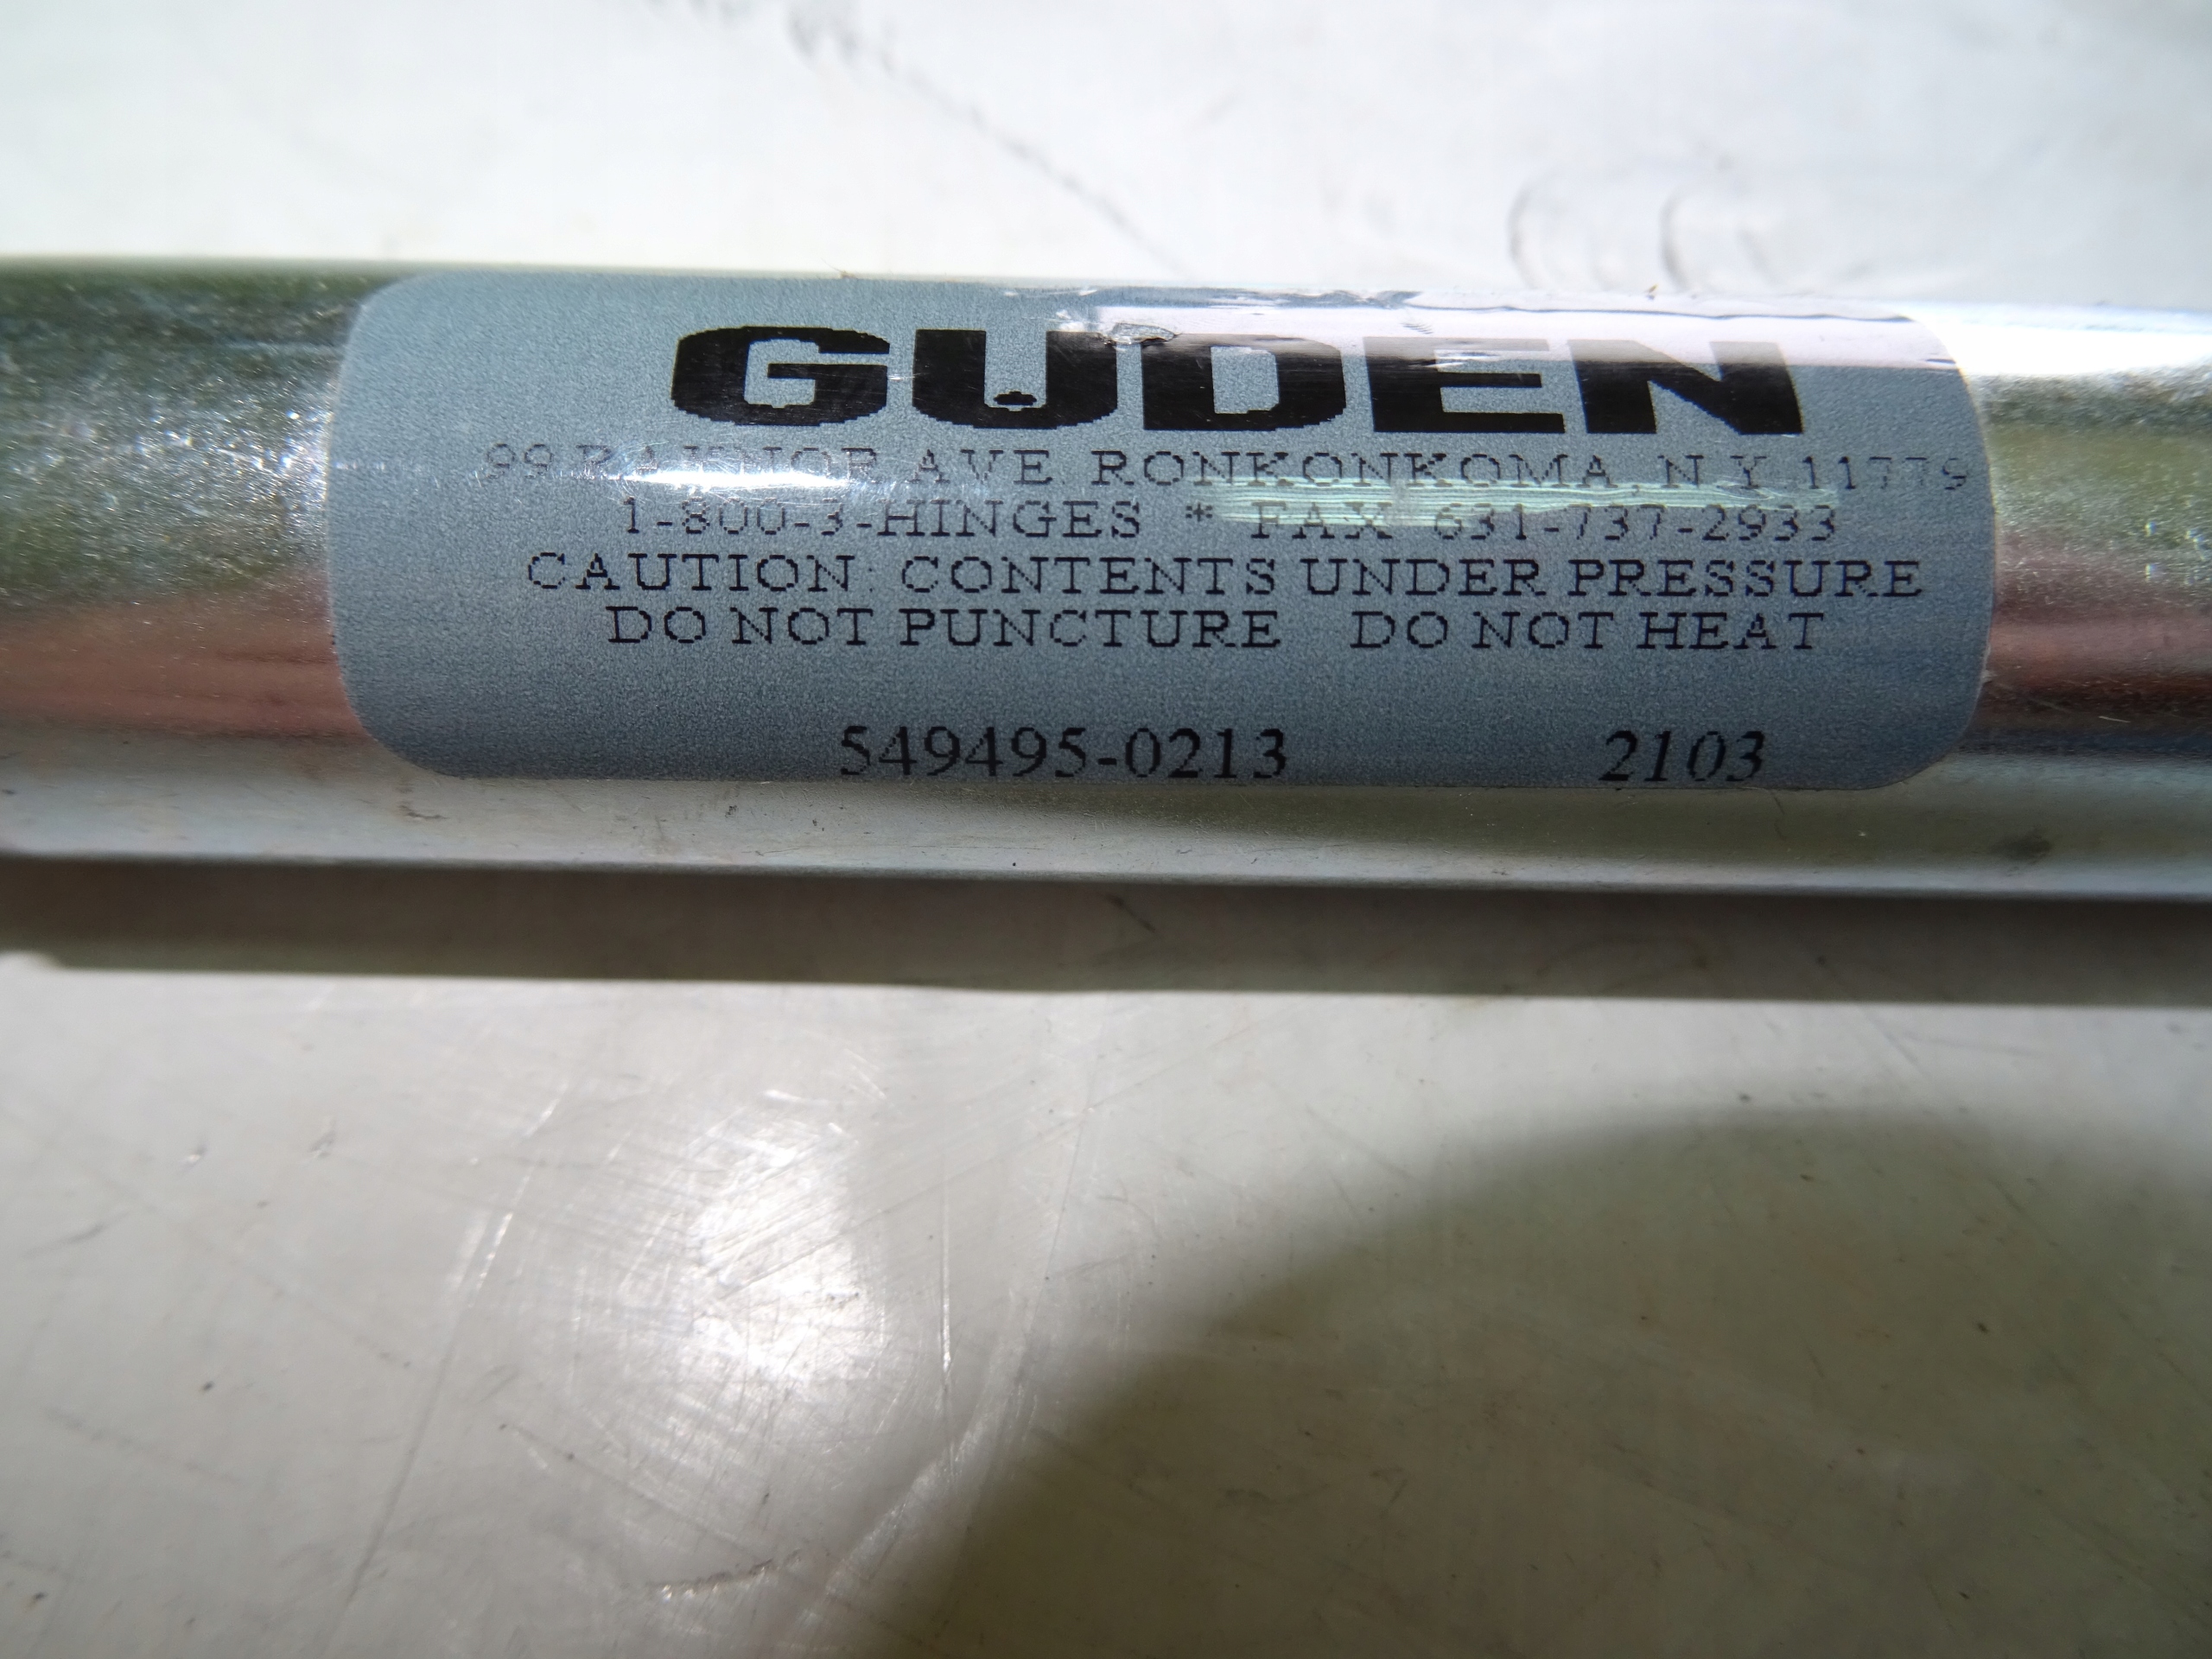 GUDEN
99 RAYNOR AVE RONKONKOMA, N.Y. 11779
1-800-3-HINGES * FAX 631-737-2933
CAUTION: CONTENTS UNDER PRESSURE
DO NOT PUNCTURE DO NOT HEAT
549495-0213 2103